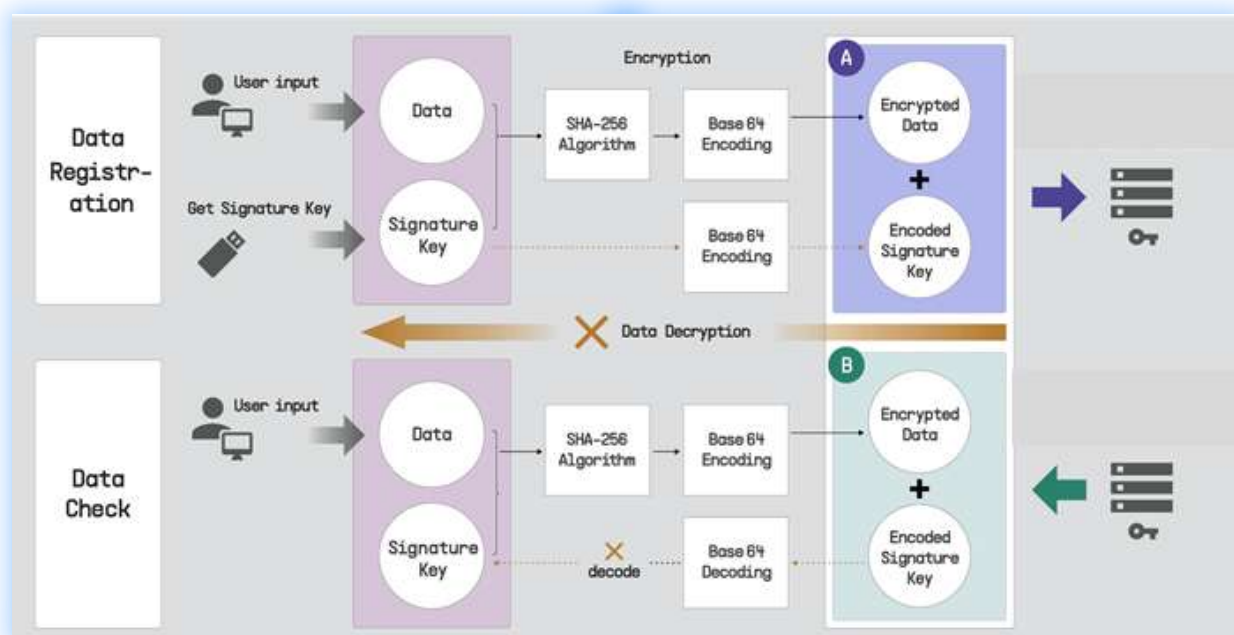 Data
Registr-
ation
User input
Get Signature Key
Data
Signature
Key
Encryption
SHA-256
Algorithm
Base 64
Encoding
Base 64
Encoding
A
Encrypted
Data
+
Encoded
Signature
Key
Data Decryption
Data
Check
User input
Data
Signature
Key
SHA-256
Algorithm
Base 64
Encoding
decode
Base 64
Decoding
B
Encrypted
Data
+
Encoded
Signature
Key